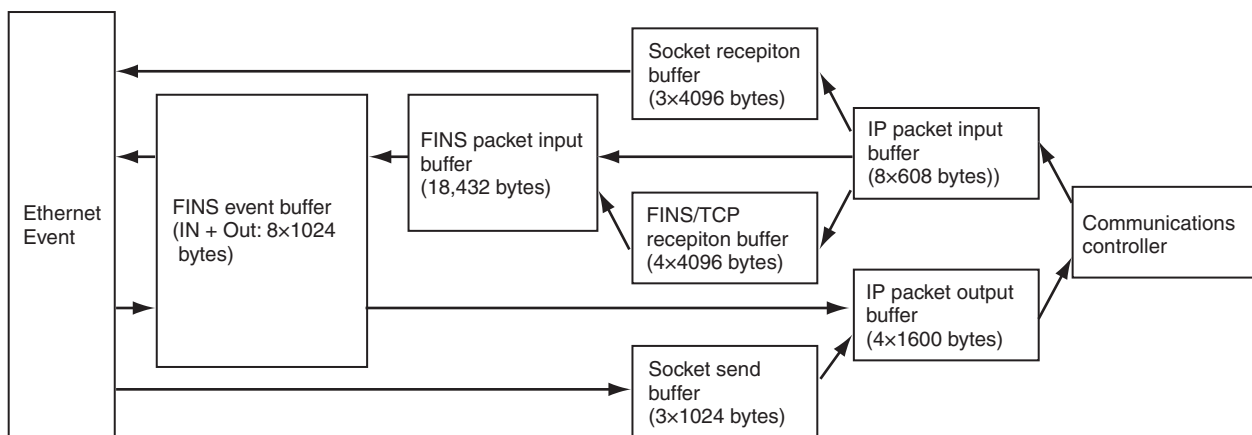 Ethernet
Event
FINS event buffer
(IN + Out: 8×1024
bytes)
FINS packet input
buffer
(18,432 bytes)
Socket recepiton
buffer
(3×4096 bytes)
FINS/TCP
recepiton buffer
(4×4096 bytes)
Socket send
buffer
(3×1024 bytes)
IP packet input
buffer
(8×608 bytes))
IP packet output
buffer
(4×1600 bytes)
Communications
controller